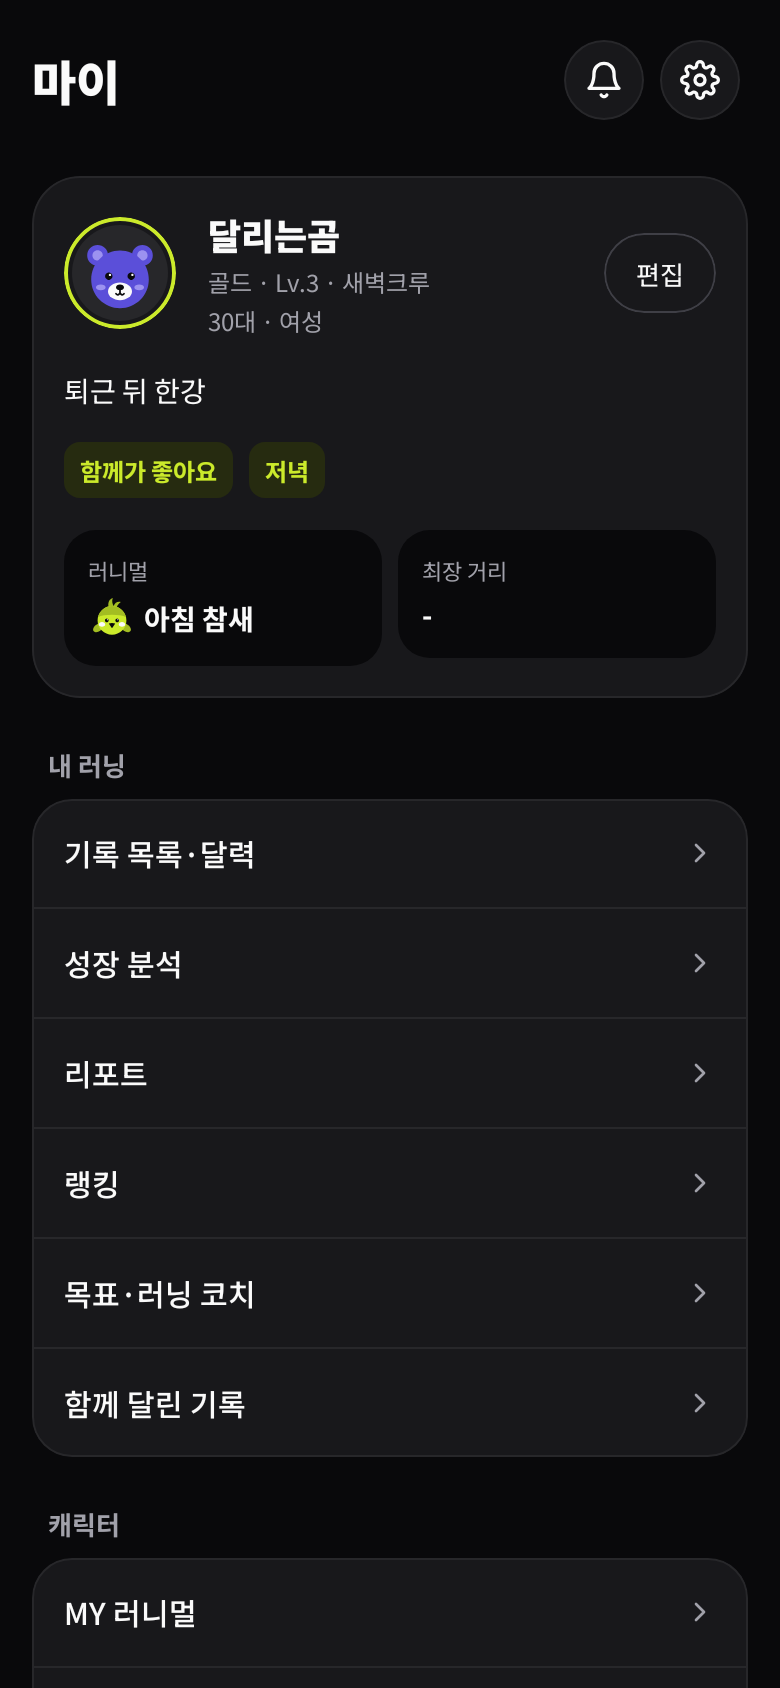 마이
달리는곰
골드 · Lv.3 · 새벽크루
30대 · 여성
편집
퇴근 뒤 한강
함께가 좋아요
저녁
러니멀
아침 참새
최장 거리
-
내 러닝
기록 목록·달력
성장 분석
리포트
랭킹
목표·러닝 코치
함께 달린 기록
캐릭터
MY 러니멀